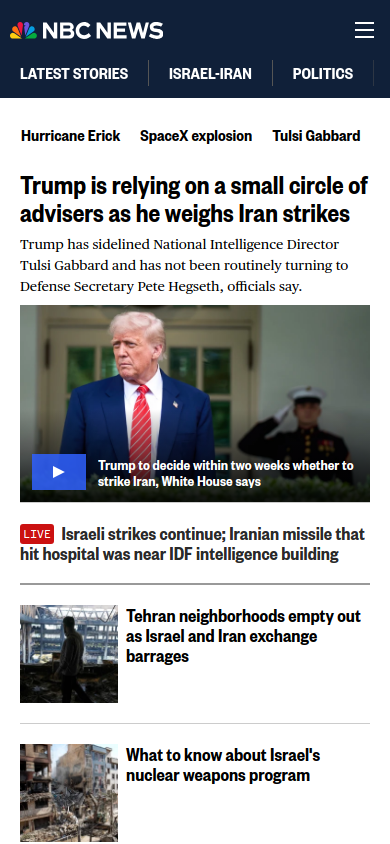 NBC NEWS
LATEST STORIES ISRAEL-IRAN POLITICS
Hurricane Erick SpaceX explosion Tulsi Gabbard
Trump is relying on a small circle of
advisers as he weighs Iran strikes
Trump has sidelined National Intelligence Director
Tulsi Gabbard and has not been routinely turning to
Defense Secretary Pete Hegseth, officials say.
Trump to decide within two weeks whether to
strike Iran, White House says
LIVE Israeli strikes continue; Iranian missile that
hit hospital was near IDF intelligence building
Tehran neighborhoods empty out
as Israel and Iran exchange
barrages
What to know about Israel's
nuclear weapons program